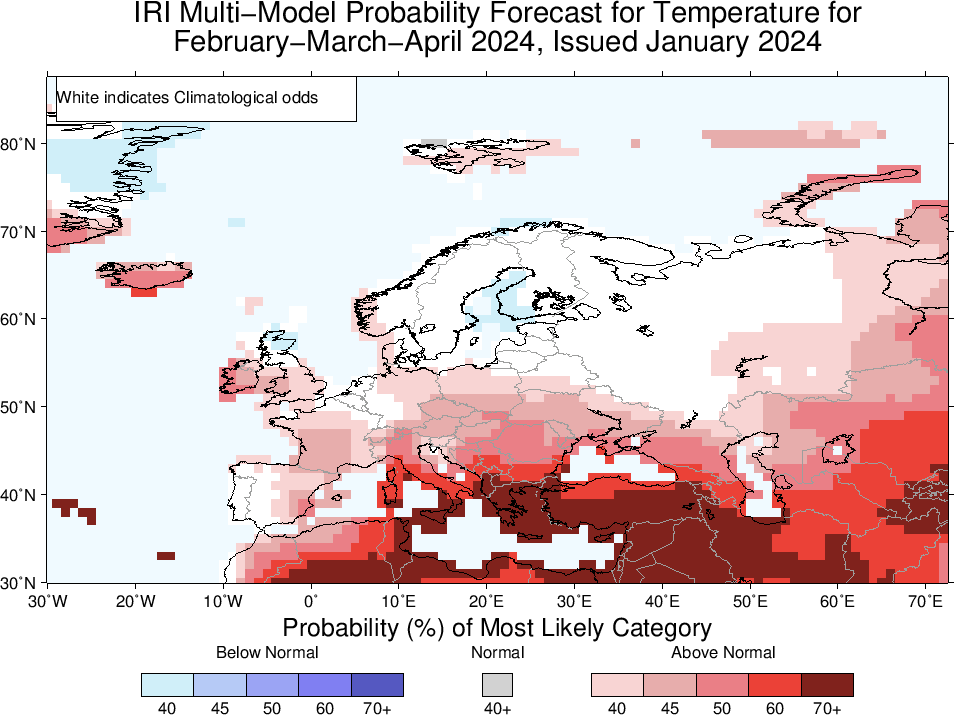 IRI Multi−Model Probability Forecast for Temperature for
February−March−April 2024, Issued January 2024
White indicates Climatological odds
80˚N
70˚N
60˚N
50˚N
40˚N
30˚N
30˚W 20˚W 10˚W 0˚ 10˚E 20˚E 30˚E 40˚E 50˚E 60˚E 70˚E
Probability (%) of Most Likely Category
Below Normal Normal Above Normal
40 45 50 60 70+ 40+ 40 45 50 60 70+